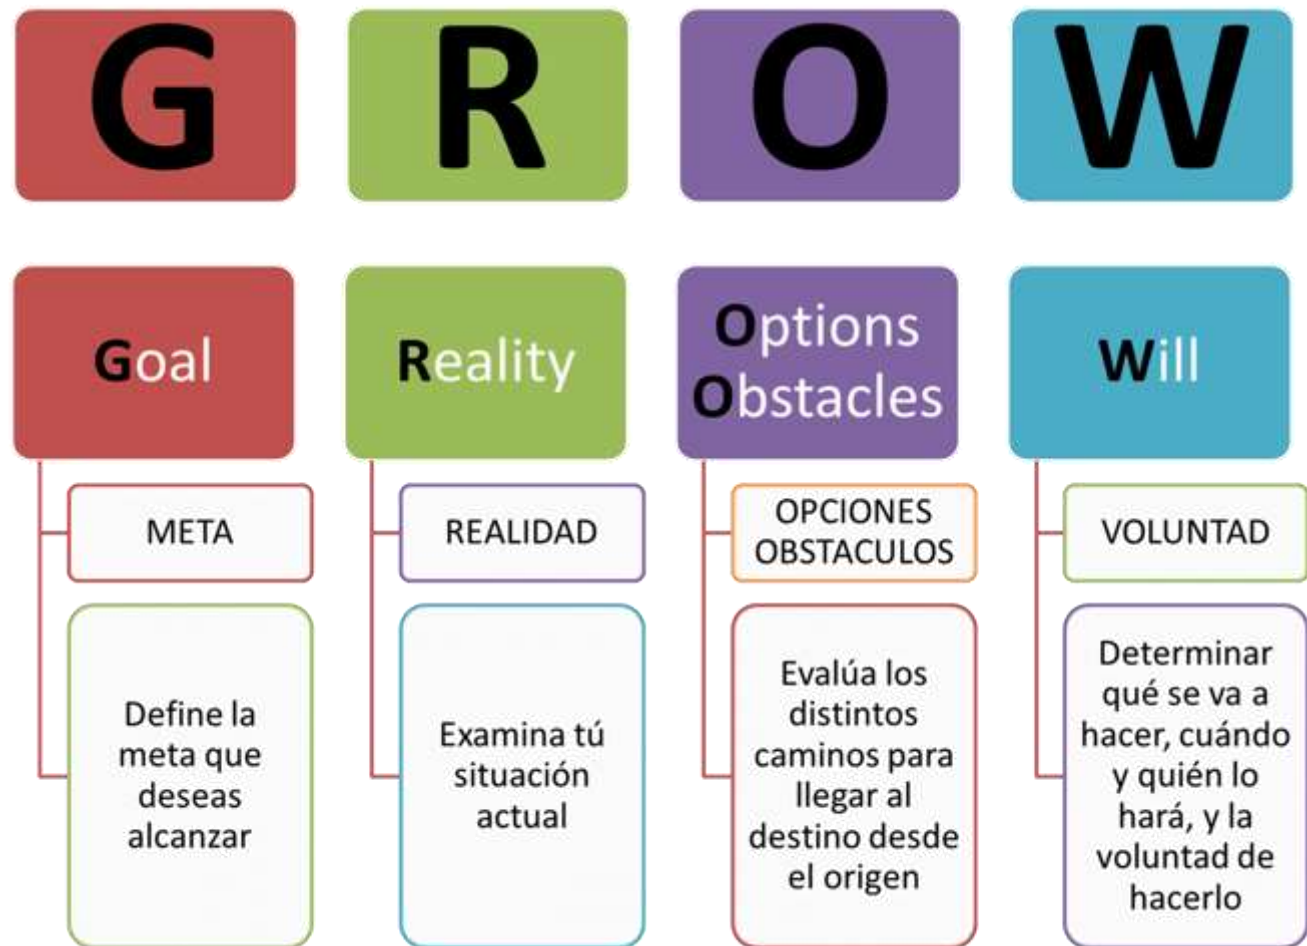 G
R
O
W
Goal
Reality
Options
Obstacles
Will
META
REALIDAD
OPCIONES
OBSTACULOS
VOLUNTAD
Define la
meta que
deseas
alcanzar
Examina tú
situación
actual
Evalúa los
distintos
caminos para
llegar al
destino desde
el origen
Determinar
qué se va a
hacer, cuándo
y quién lo
hará, y la
voluntad de
hacerlo